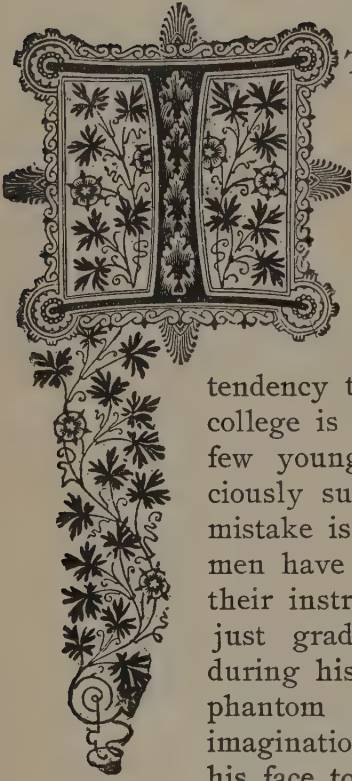 I
tendency t
college is
few young
ciously su
mistake is
men have
their instr
just grad
during his
phantom
imaginatio
his face to